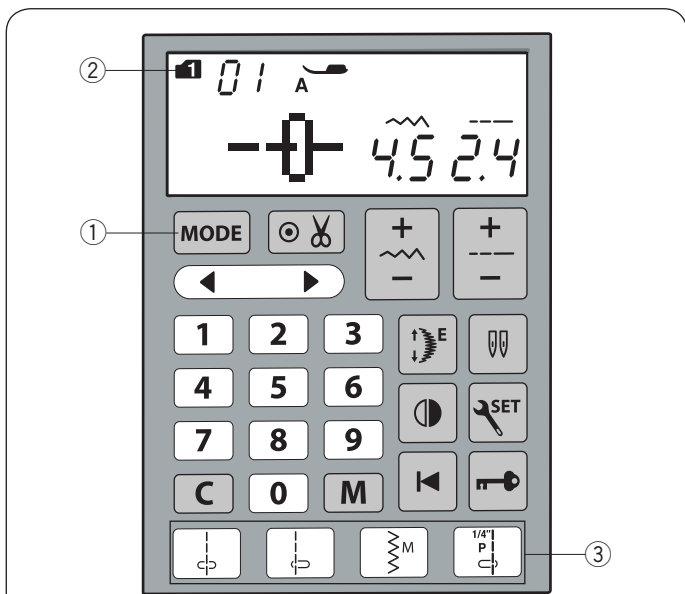 ② 1 01 A
4.5 2.4
① MODE + +
− −
1 2 3 E
4 5 6 SET
7 8 9
C 0 M
M 1/4" P ③